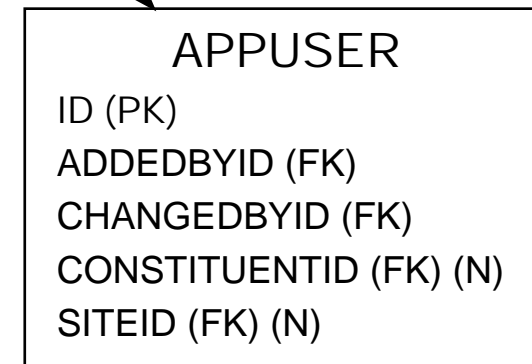 APPUSER
ID (PK)
ADDEDBYID (FK)
CHANGEDBYID (FK)
CONSTITUENTID (FK) (N)
SITEID (FK) (N)